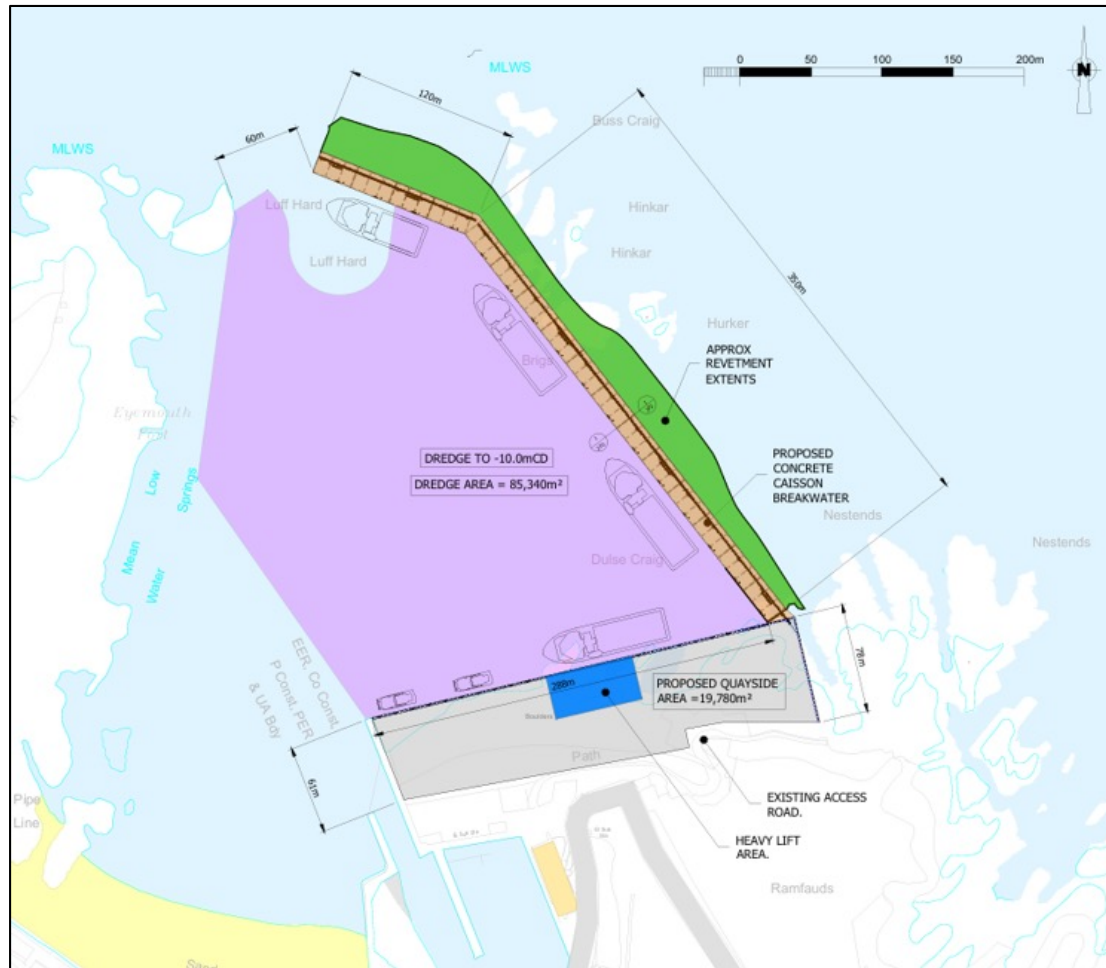 0
50
100
150
200m
N
MLWS
120m
Buss Craig
60m
MLWS
Luff Hard
Hinkar
Luff Hard
Hinkar
350m
Hurker
Brigs
APPROX
REVETMENT
EXTENTS
Eyemouth
Fort
DREDGE TO -10.0mCD
DREDGE AREA = 85,340m²
PROPOSED
CONCRETE
CAISSON
BREAKWATER
Mean
Low
Water
Springs
Nestends
Nestends
Dulse Craig
EER, Co Const,
P Const, PER
& UA Bdy
78m
288m
PROPOSED QUAYSIDE
AREA =19,780m²
Boulders
Path
61m
EXISTING ACCESS
ROAD.
Pipe
Line
HEAVY LIFT
AREA.
Ramfauds
Sand